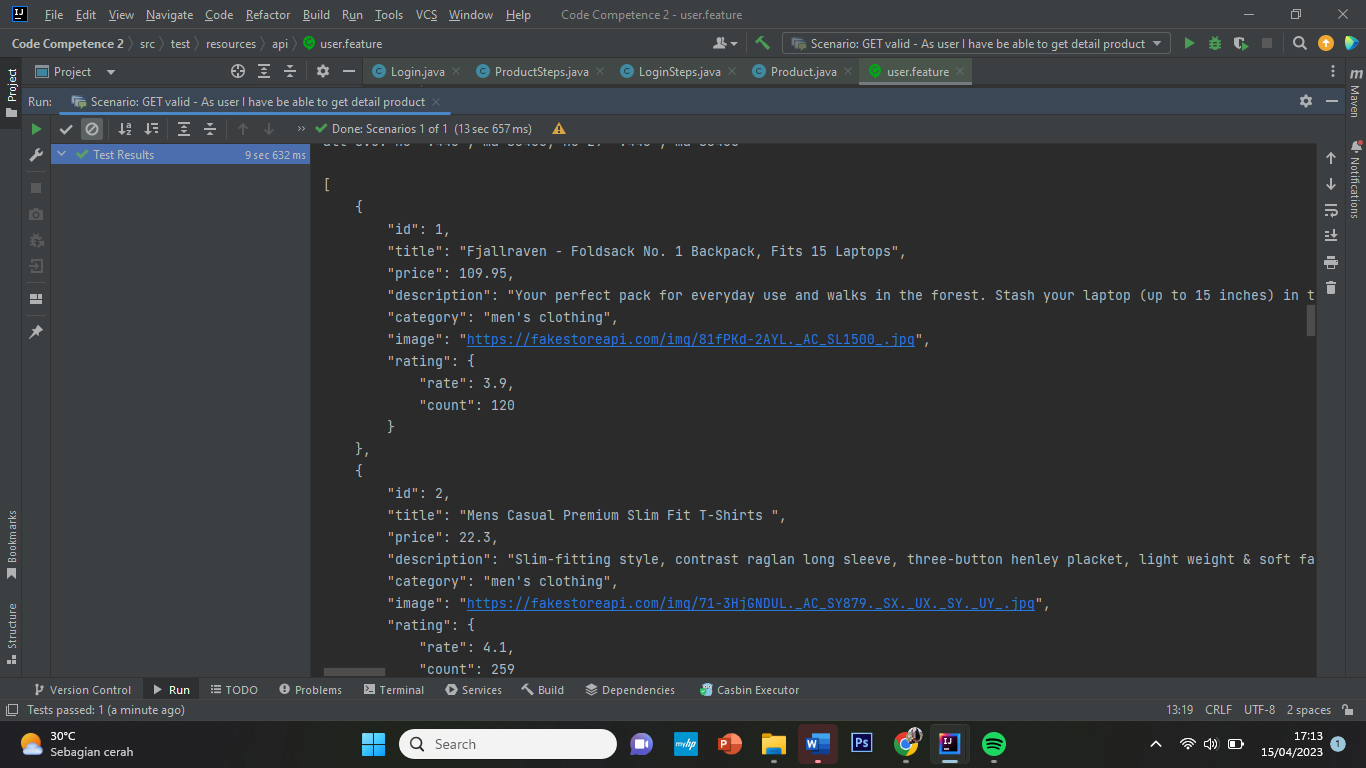 File Edit View Navigate Code Refactor Build Run Tools VCS Window Help Code Competence 2 - user.feature
Code Competence 2 src test resources api user.feature Scenario: GET valid - As user I have be able to get detail product
Project Login.java ProductSteps.java LoginSteps.java Product.java user.feature
Run: Scenario: GET valid - As user I have be able to get detail product
Done: Scenarios 1 of 1 (13 sec 657 ms)
Test Results 9 sec 632 ms
[
{
"id": 1,
"title": "Fjallraven - Foldsack No. 1 Backpack, Fits 15 Laptops",
"price": 109.95,
"description": "Your perfect pack for everyday use and walks in the forest. Stash your laptop (up to 15 inches) in t
"category": "men's clothing",
"image": "https://fakestoreapi.com/img/81fPKd-2AYL._AC_SL1500_.jpg",
"rating": {
"rate": 3.9,
"count": 120
}
},
{
"id": 2,
"title": "Mens Casual Premium Slim Fit T-Shirts ",
"price": 22.3,
"description": "Slim-fitting style, contrast raglan long sleeve, three-button henley placket, light weight & soft fa
"category": "men's clothing",
"image": "https://fakestoreapi.com/img/71-3HjGNDUL._AC_SY879._SX._UX._SY._UY_.jpg",
"rating": {
"rate": 4.1,
"count": 259
Project
Bookmarks
Structure
Maven
Notifications
Version Control Run TODO Problems Terminal Services Build Dependencies Casbin Executor
Tests passed: 1 (a minute ago) 13:19 CRLF UTF-8 2 spaces
30°C
Sebagian cerah
Search
17:13
15/04/2023
1